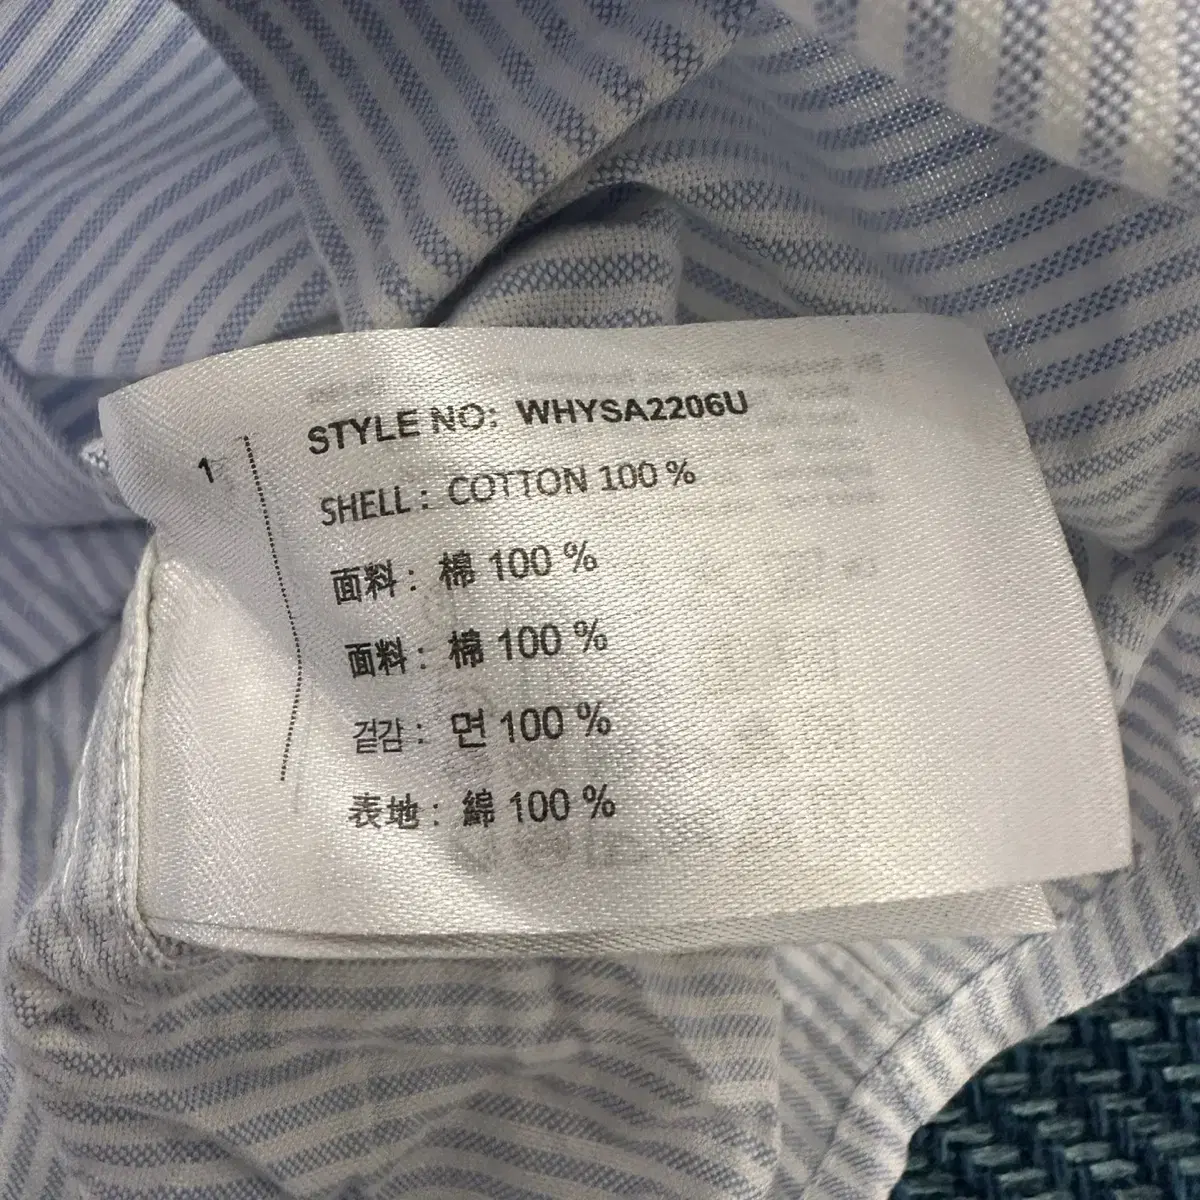 1
STYLE NO: WHYSA2206U
SHELL : COTTON 100 %
面料 : 棉 100 %
面料 : 棉 100 %
겉감 : 면 100 %
表地 : 綿 100 %